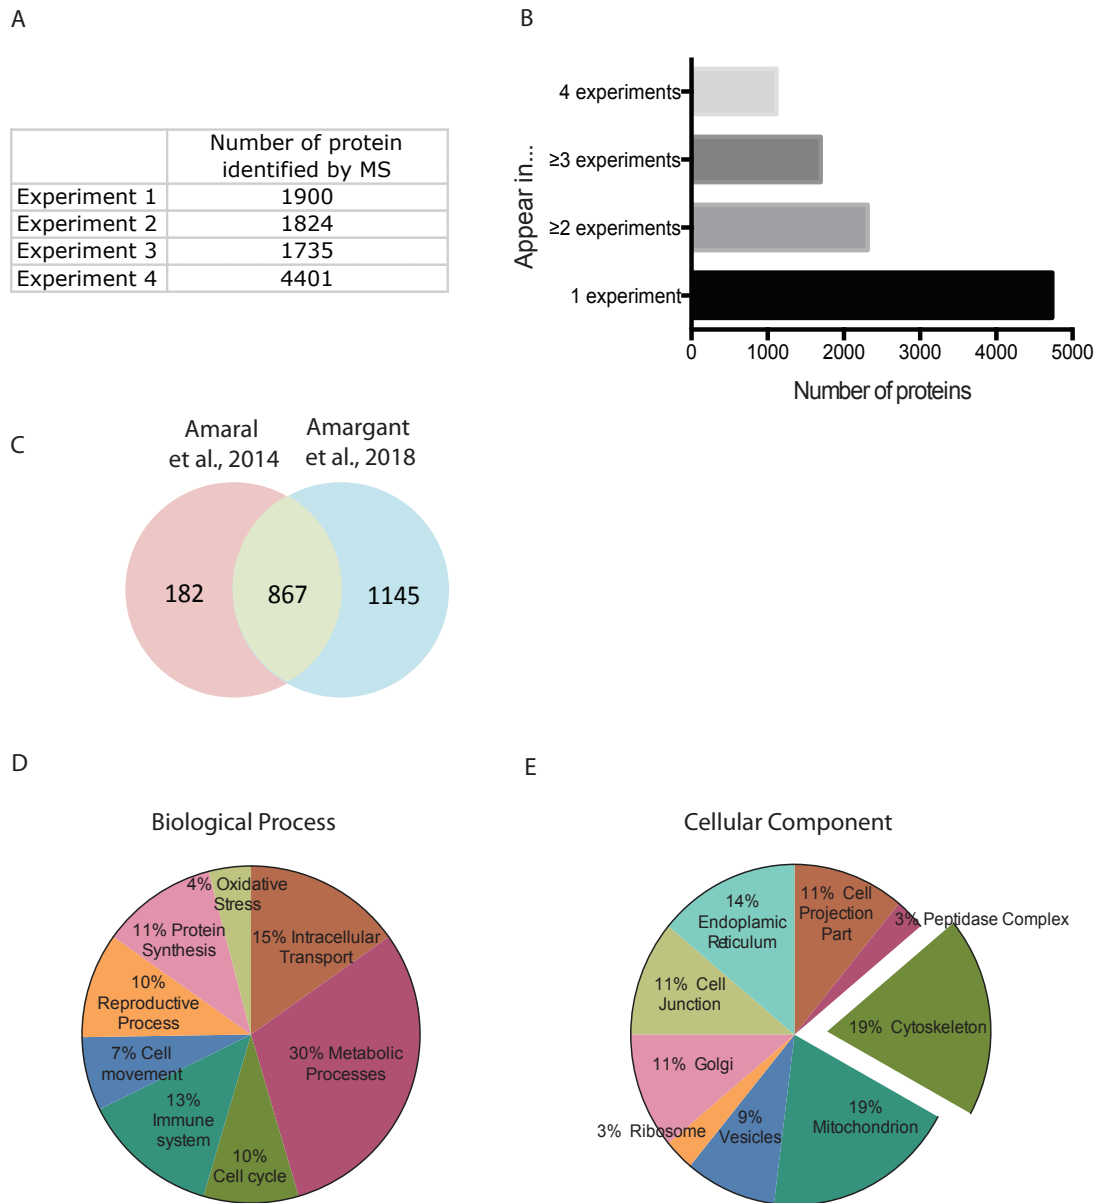 A
Number of protein
identified by MS
Experiment 1 1900
Experiment 2 1824
Experiment 3 1735
Experiment 4 4401
B
Appear in...
4 experiments
≥3 experiments
≥2 experiments
1 experiment
0 1000 2000 3000 4000 5000
Number of proteins
C
Amaral
et al., 2014
Amargant
et al., 2018
182 867 1145
D
Biological Process
4% Oxidative
Stress
15% Intracellular
Transport
11% Protein
Synthesis
10%
Reproductive
Process
30% Metabolic
Processes
7% Cell
movement
13%
Immune
system
10%
Cell cycle
E
Cellular Component
14%
Endoplamic
Reticulum
11% Cell
Projection
Part
3% Peptidase Complex
11% Cell
Junction
19% Cytoskeleton
11% Golgi
19%
Mitochondrion
3% Ribosome
9%
Vesicles